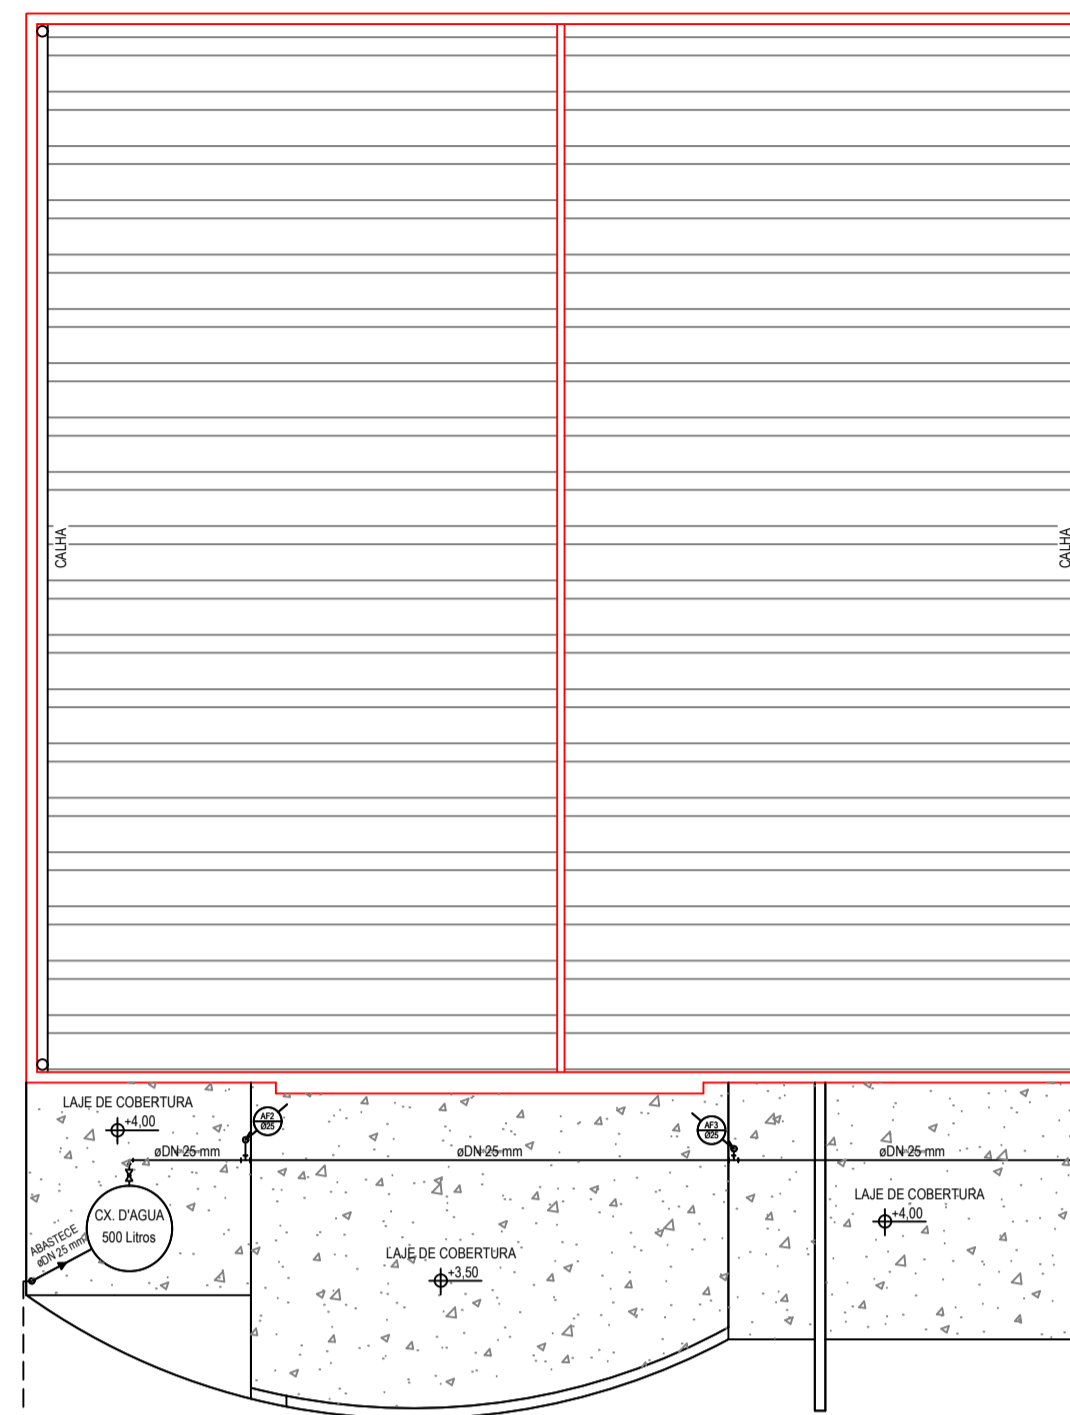 CALHA
CALHA
LAJE DE COBERTURA
+4,00
AF2
Ø25
AF3
Ø25
øDN 25 mm
øDN 25 mm
øDN 25 mm
LAJE DE COBERTURA
+4,00
CX. D'AGUA
500 Litros
ABASTECE
øDN 25 mm
LAJE DE COBERTURA
+3,50